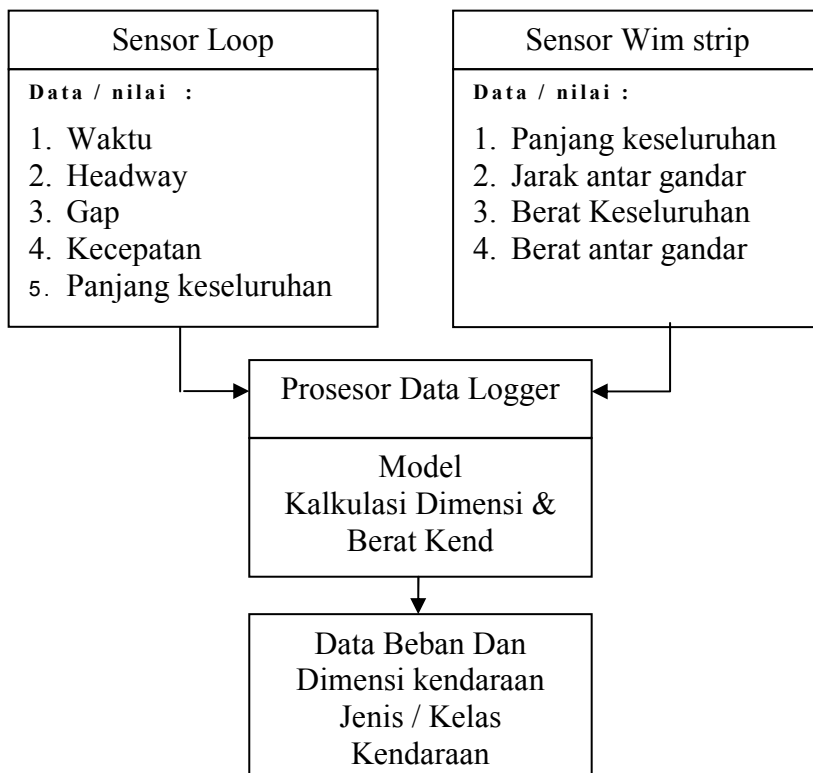 Sensor Loop
Data / nilai :
1. Waktu
2. Headway
3. Gap
4. Kecepatan
5. Panjang keseluruhan
Sensor Wim strip
Data / nilai :
1. Panjang keseluruhan
2. Jarak antar gandar
3. Berat Keseluruhan
4. Berat antar gandar
Prosesor Data Logger
Model
Kalkulasi Dimensi &
Berat Kend
Data Beban Dan
Dimensi kendaraan
Jenis / Kelas
Kendaraan